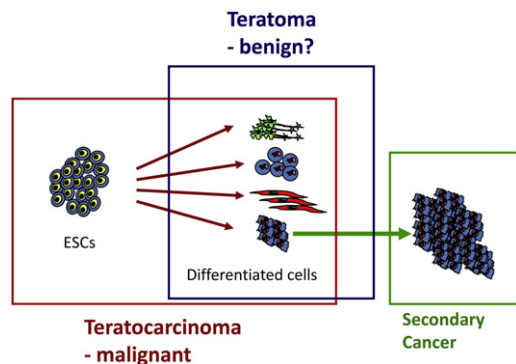 Teratoma
- benign?
ESCs
Differentiated cells
Teratocarcinoma
- malignant
Secondary
Cancer